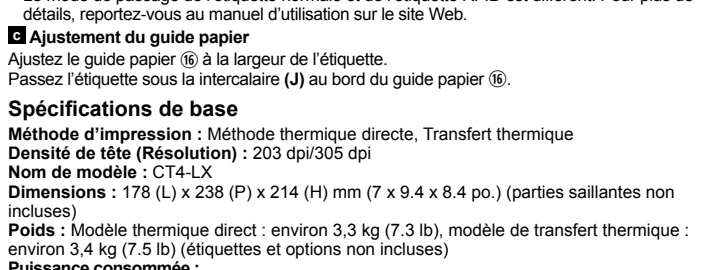 détails, reportez-vous au manuel d'utilisation sur le site Web.
c Ajustement du guide papier
Ajustez le guide papier ⑯ à la largeur de l'étiquette.
Passez l'étiquette sous la intercalaire (J) au bord du guide papier ⑯.
Spécifications de base
Méthode d'impression : Méthode thermique directe, Transfert thermique
Densité de tête (Résolution) : 203 dpi/305 dpi
Nom de modèle : CT4-LX
Dimensions : 178 (L) x 238 (P) x 214 (H) mm (7 x 9.4 x 8.4 po.) (parties saillantes non
incluses)
Poids : Modèle thermique direct : environ 3,3 kg (7.3 lb), modèle de transfert thermique :
environ 3,4 kg (7.5 lb) (étiquettes et options non incluses)
Puissance consommée :